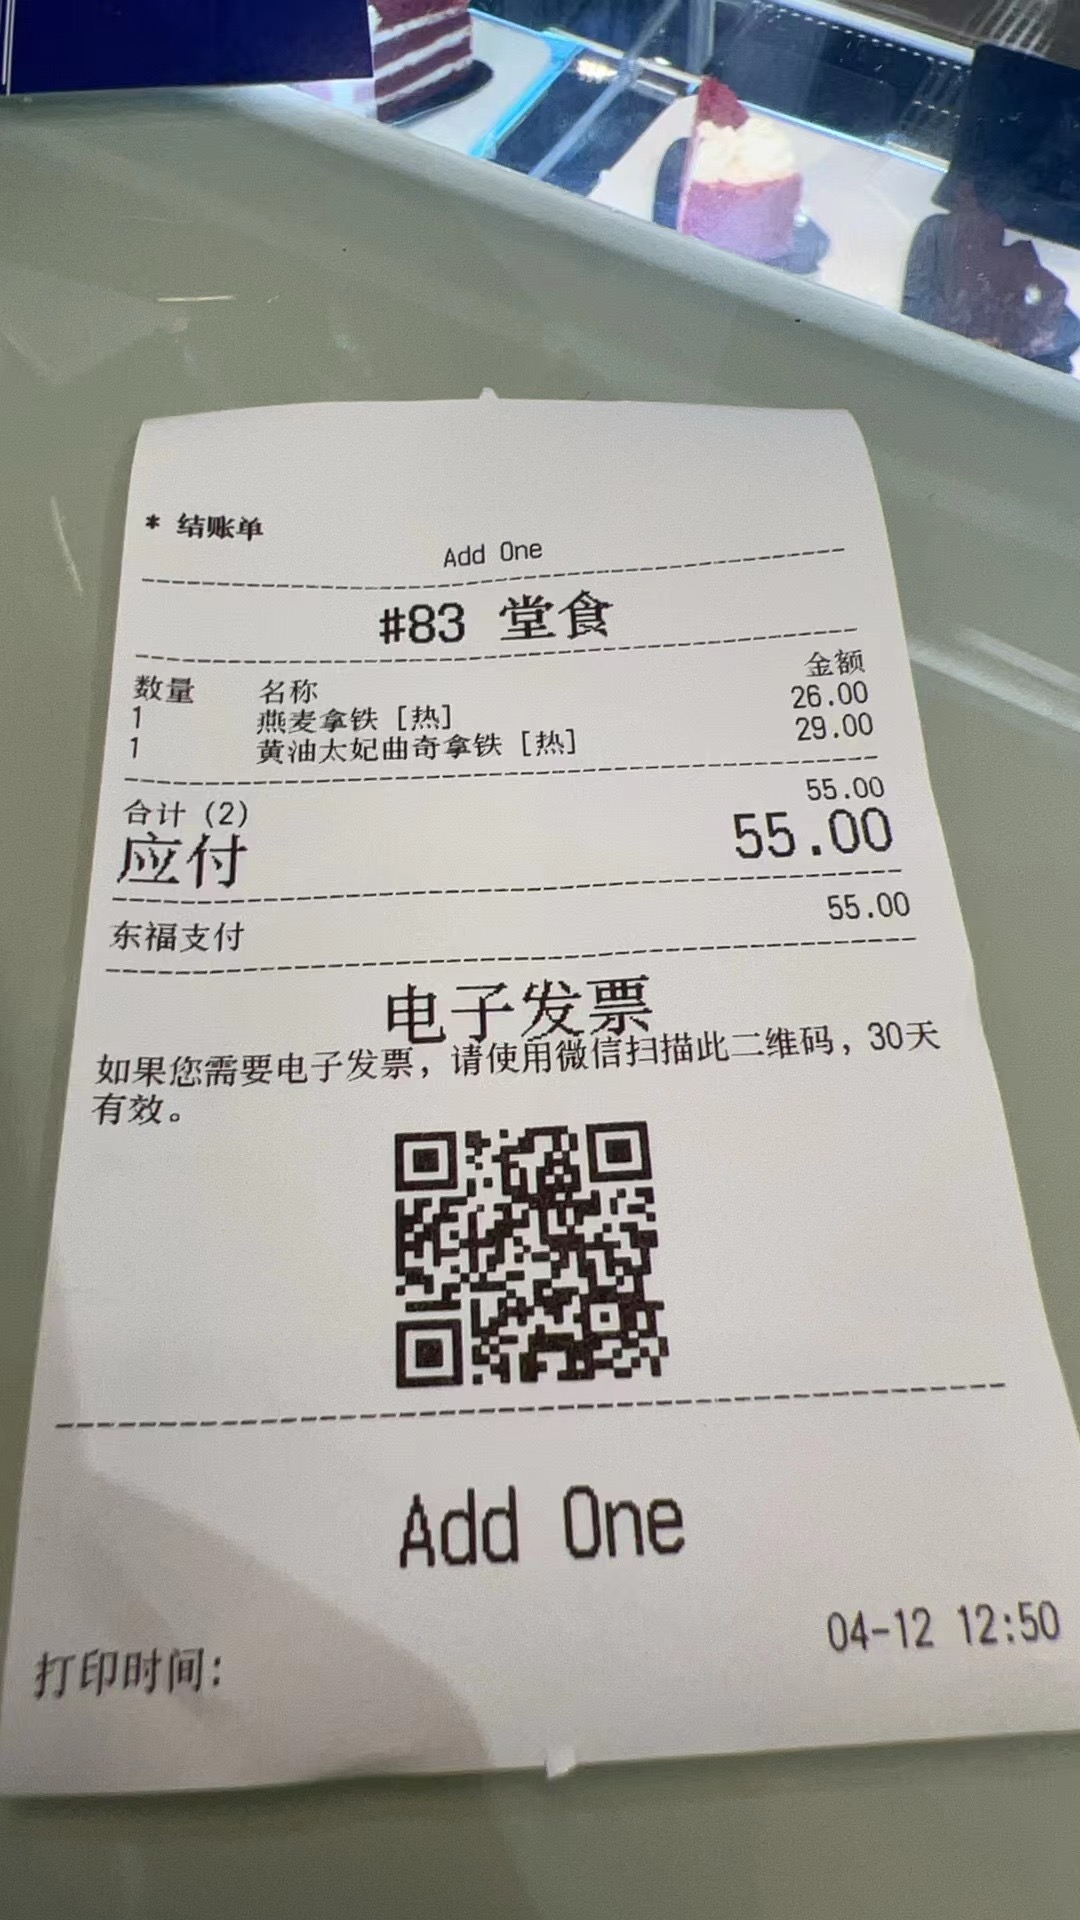 * 结账单
Add One
#83 堂食
数量 名称 金额
1 燕麦拿铁 [热] 26.00
1 黄油太妃曲奇拿铁 [热] 29.00
合计 (2) 55.00
应付 55.00
东福支付 55.00
电子发票
如果您需要电子发票，请使用微信扫描此二维码，30天
有效。
Add One
打印时间: 04-12 12:50